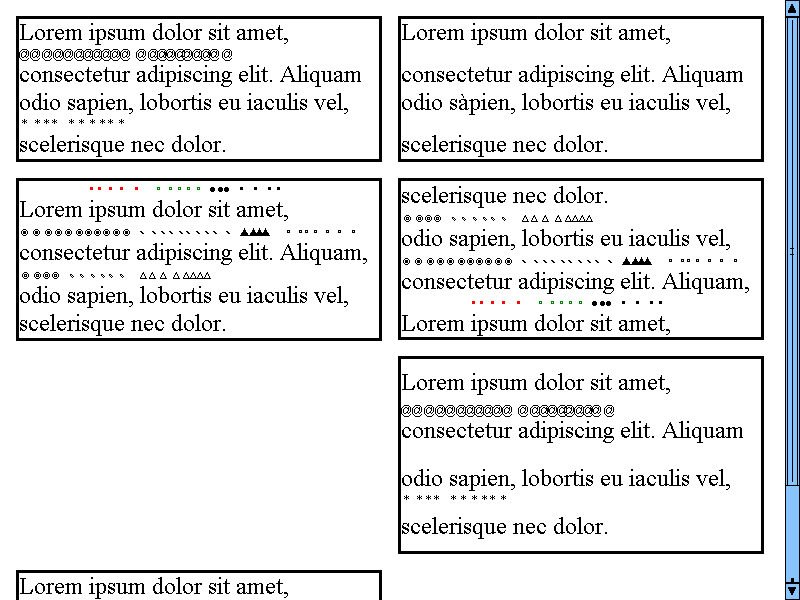 Lorem ipsum dolor sit amet,
consectetur adipiscing elit. Aliquam
odio sapien, lobortis eu iaculis vel,
scelerisque nec dolor.
Lorem ipsum dolor sit amet,
consectetur adipiscing elit. Aliquam
odio sàpien, lobortis eu iaculis vel,
scelerisque nec dolor.
Lorem ipsum dolor sit amet,
consectetur adipiscing elit. Aliquam,
odio sapien, lobortis eu iaculis vel,
scelerisque nec dolor.
scelerisque nec dolor.
odio sapien, lobortis eu iaculis vel,
consectetur adipiscing elit. Aliquam,
Lorem ipsum dolor sit amet,
Lorem ipsum dolor sit amet,
consectetur adipiscing elit. Aliquam
odio sapien, lobortis eu iaculis vel,
scelerisque nec dolor.
Lorem ipsum dolor sit amet,